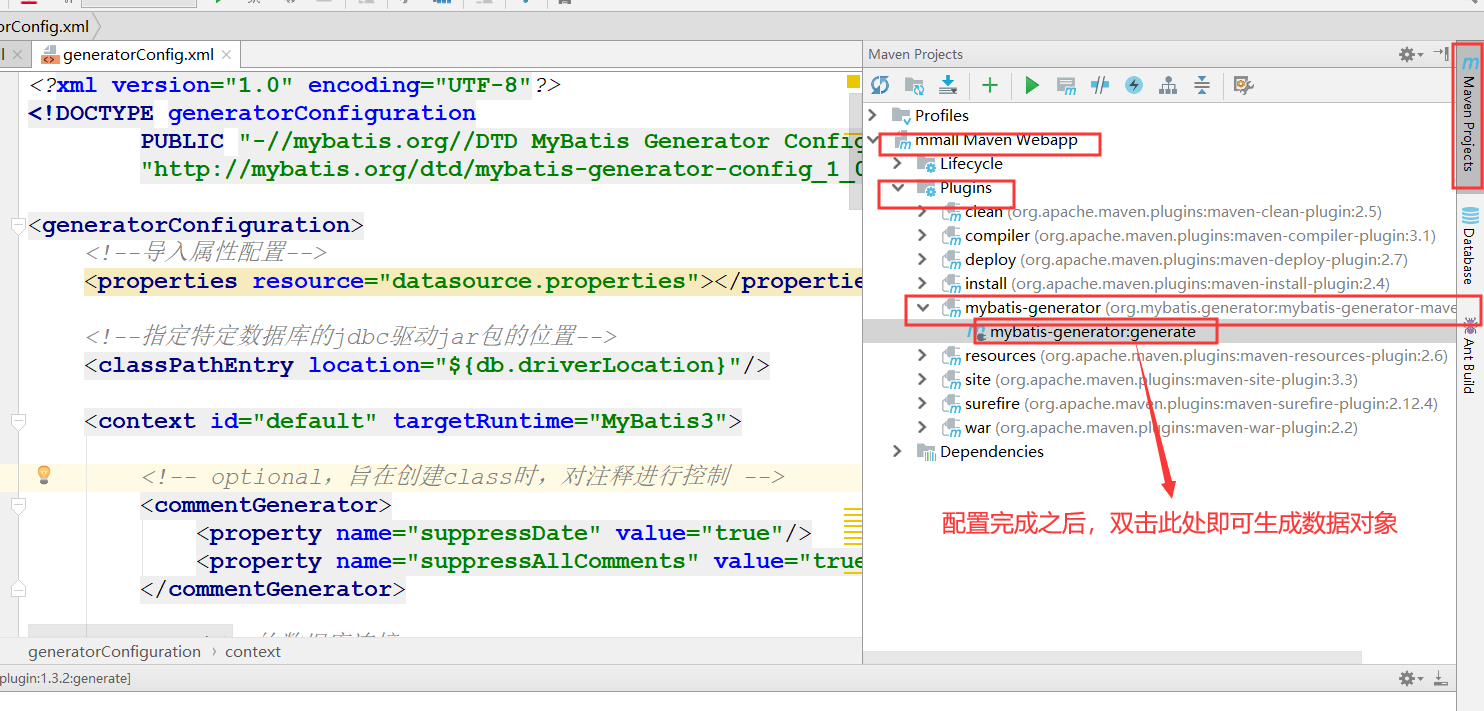 orConfig.xml
generatorConfig.xml
<?xml version="1.0" encoding="UTF-8"?>
<!DOCTYPE generatorConfiguration
PUBLIC "-//mybatis.org//DTD MyBatis Generator Config
"http://mybatis.org/dtd/mybatis-generator-config_1_0
<generatorConfiguration>
<!--导入属性配置-->
<properties resource="datasource.properties"></propertie
<!--指定特定数据库的jdbc驱动jar包的位置-->
<classPathEntry location="${db.driverLocation}"/>
<context id="default" targetRuntime="MyBatis3">
<!-- optional，旨在创建class时，对注释进行控制 -->
<commentGenerator>
<property name="suppressDate" value="true"/>
<property name="suppressAllComments" value="true
</commentGenerator>
generatorConfiguration › context
plugin:1.3.2:generate]
Maven Projects
Profiles
mmall Maven Webapp
Lifecycle
Plugins
clean (org.apache.maven.plugins:maven-clean-plugin:2.5)
compiler (org.apache.maven.plugins:maven-compiler-plugin:3.1)
deploy (org.apache.maven.plugins:maven-deploy-plugin:2.7)
install (org.apache.maven.plugins:maven-install-plugin:2.4)
mybatis-generator (org.mybatis.generator:mybatis-generator-mave
mybatis-generator:generate
resources (org.apache.maven.plugins:maven-resources-plugin:2.6)
site (org.apache.maven.plugins:maven-site-plugin:3.3)
surefire (org.apache.maven.plugins:maven-surefire-plugin:2.12.4)
war (org.apache.maven.plugins:maven-war-plugin:2.2)
Dependencies
配置完成之后，双击此处即可生成数据对象
Maven Projects
Database
Ant Build